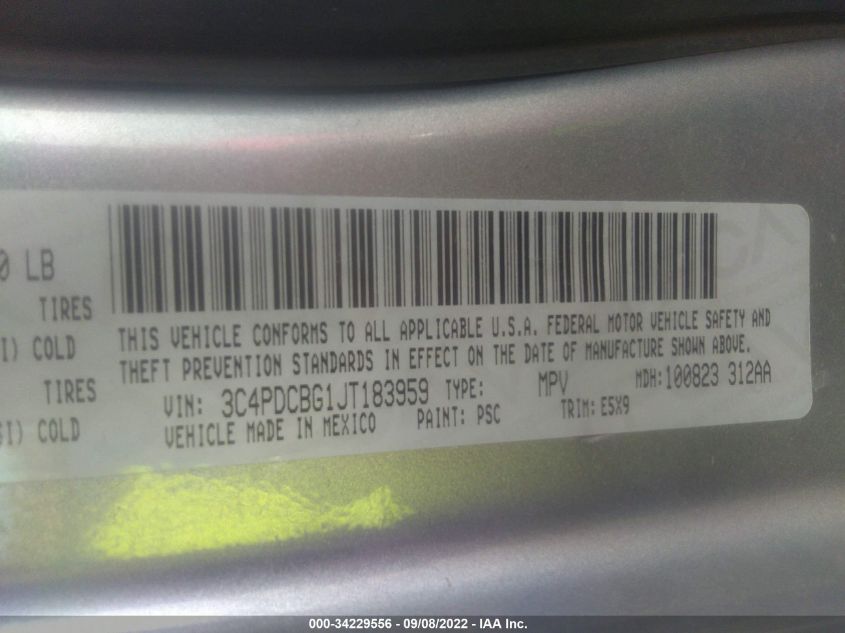 0 LB
TIRES
I) COLD
TIRES
SI) COLD
THIS VEHICLE CONFORMS TO ALL APPLICABLE U.S.A. FEDERAL MOTOR VEHICLE SAFETY AND
THEFT PREVENTION STANDARDS IN EFFECT ON THE DATE OF MANUFACTURE SHOWN ABOVE.
VIN: 3C4PDCBG1JT183959 TYPE: MPV MDH:100823 312AA
VEHICLE MADE IN MEXICO PAINT: PSC TRIM: E5X9
000-34229556 - 09/08/2022 - IAA Inc.